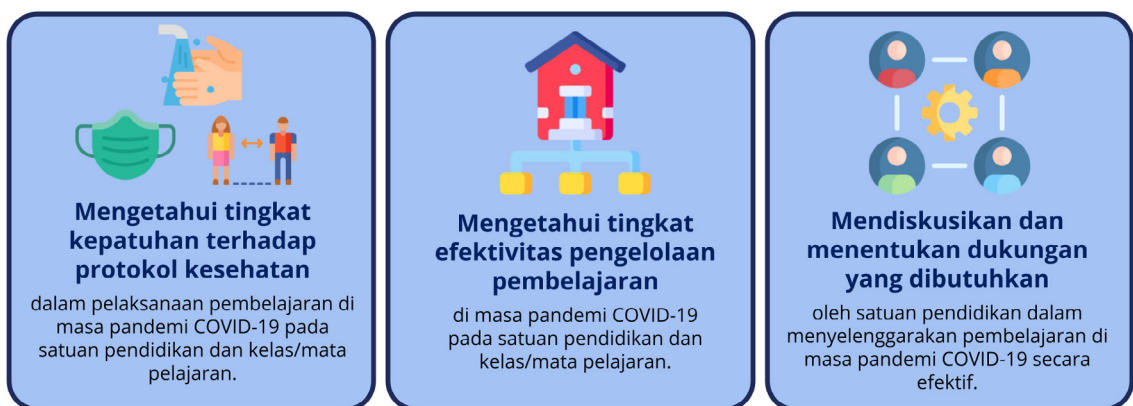 Mengetahui tingkat
kepatuhan terhadap
protokol kesehatan
dalam pelaksanaan pembelajaran di
masa pandemi COVID-19 pada
satuan pendidikan dan kelas/mata
pelajaran.
Mengetahui tingkat
efektivitas pengelolaan
pembelajaran
di masa pandemi COVID-19
pada satuan pendidikan dan
kelas/mata pelajaran.
Mendiskusikan dan
menentukan dukungan
yang dibutuhkan
oleh satuan pendidikan dalam
menyelenggarakan pembelajaran di
masa pandemi COVID-19 secara
efektif.